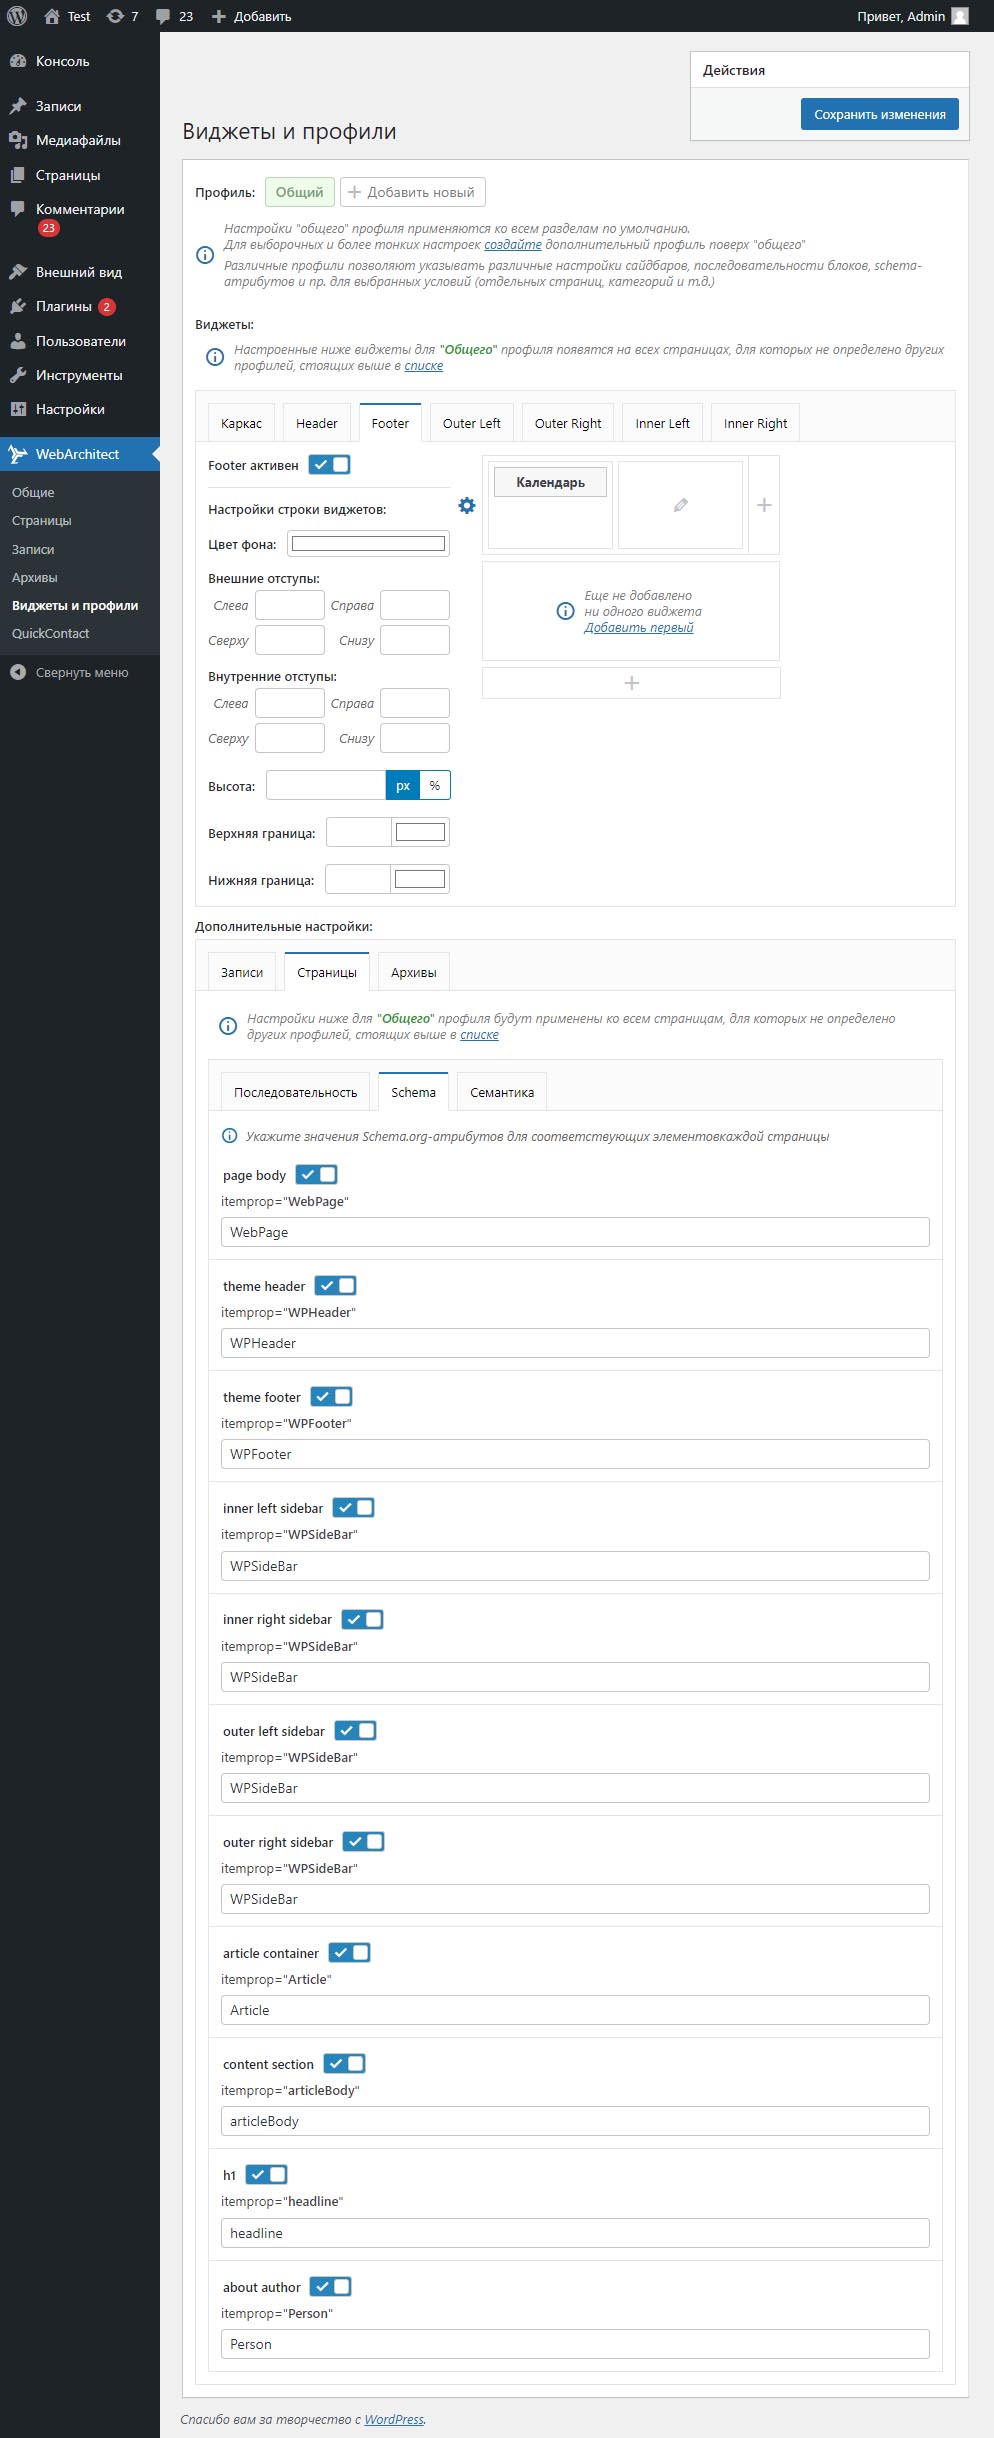 Test 7 23 Добавить Привет, Admin
Консоль
Записи
Медиафайлы
Страницы
Комментарии
23
Внешний вид
Плагины 2
Пользователи
Инструменты
Настройки
WebArchitect
Общие
Страницы
Записи
Архивы
Виджеты и профили
QuickContact
Свернуть меню
Действия
Сохранить изменения
Виджеты и профили
Профиль: Общий Добавить новый
Настройки "общего" профиля применяются ко всем разделам по умолчанию.
Для выборочных и более тонких настроек создайте дополнительный профиль поверх "общего"
Различные профили позволяют указывать различные настройки сайдбаров, последовательности блоков, schema-
атрибутов и пр. для выбранных условий (отдельных страниц, категорий и т.д.)
Виджеты:
Настроенные ниже виджеты для "Общего" профиля появятся на всех страницах, для которых не определено других
профилей, стоящих выше в списке
Каркас Header Footer Outer Left Outer Right Inner Left Inner Right
Footer активен
Настройки строки виджетов:
Цвет фона:
Внешние отступы:
Слева Справа
Сверху Снизу
Внутренние отступы:
Слева Справа
Сверху Снизу
Высота: px %
Верхняя граница:
Нижняя граница:
Календарь
Еще не добавлено
ни одного виджета
Добавить первый
Дополнительные настройки:
Записи Страницы Архивы
Настройки ниже для "Общего" профиля будут применены ко всем страницам, для которых не определено
других профилей, стоящих выше в списке
Последовательность Schema Семантика
Укажите значения Schema.org-атрибутов для соответствующих элементовкаждой страницы
page body
itemprop="WebPage"
WebPage
theme header
itemprop="WPHeader"
WPHeader
theme footer
itemprop="WPFooter"
WPFooter
inner left sidebar
itemprop="WPSideBar"
WPSideBar
inner right sidebar
itemprop="WPSideBar"
WPSideBar
outer left sidebar
itemprop="WPSideBar"
WPSideBar
outer right sidebar
itemprop="WPSideBar"
WPSideBar
article container
itemprop="Article"
Article
content section
itemprop="articleBody"
articleBody
h1
itemprop="headline"
headline
about author
itemprop="Person"
Person
Спасибо вам за творчество с WordPress.